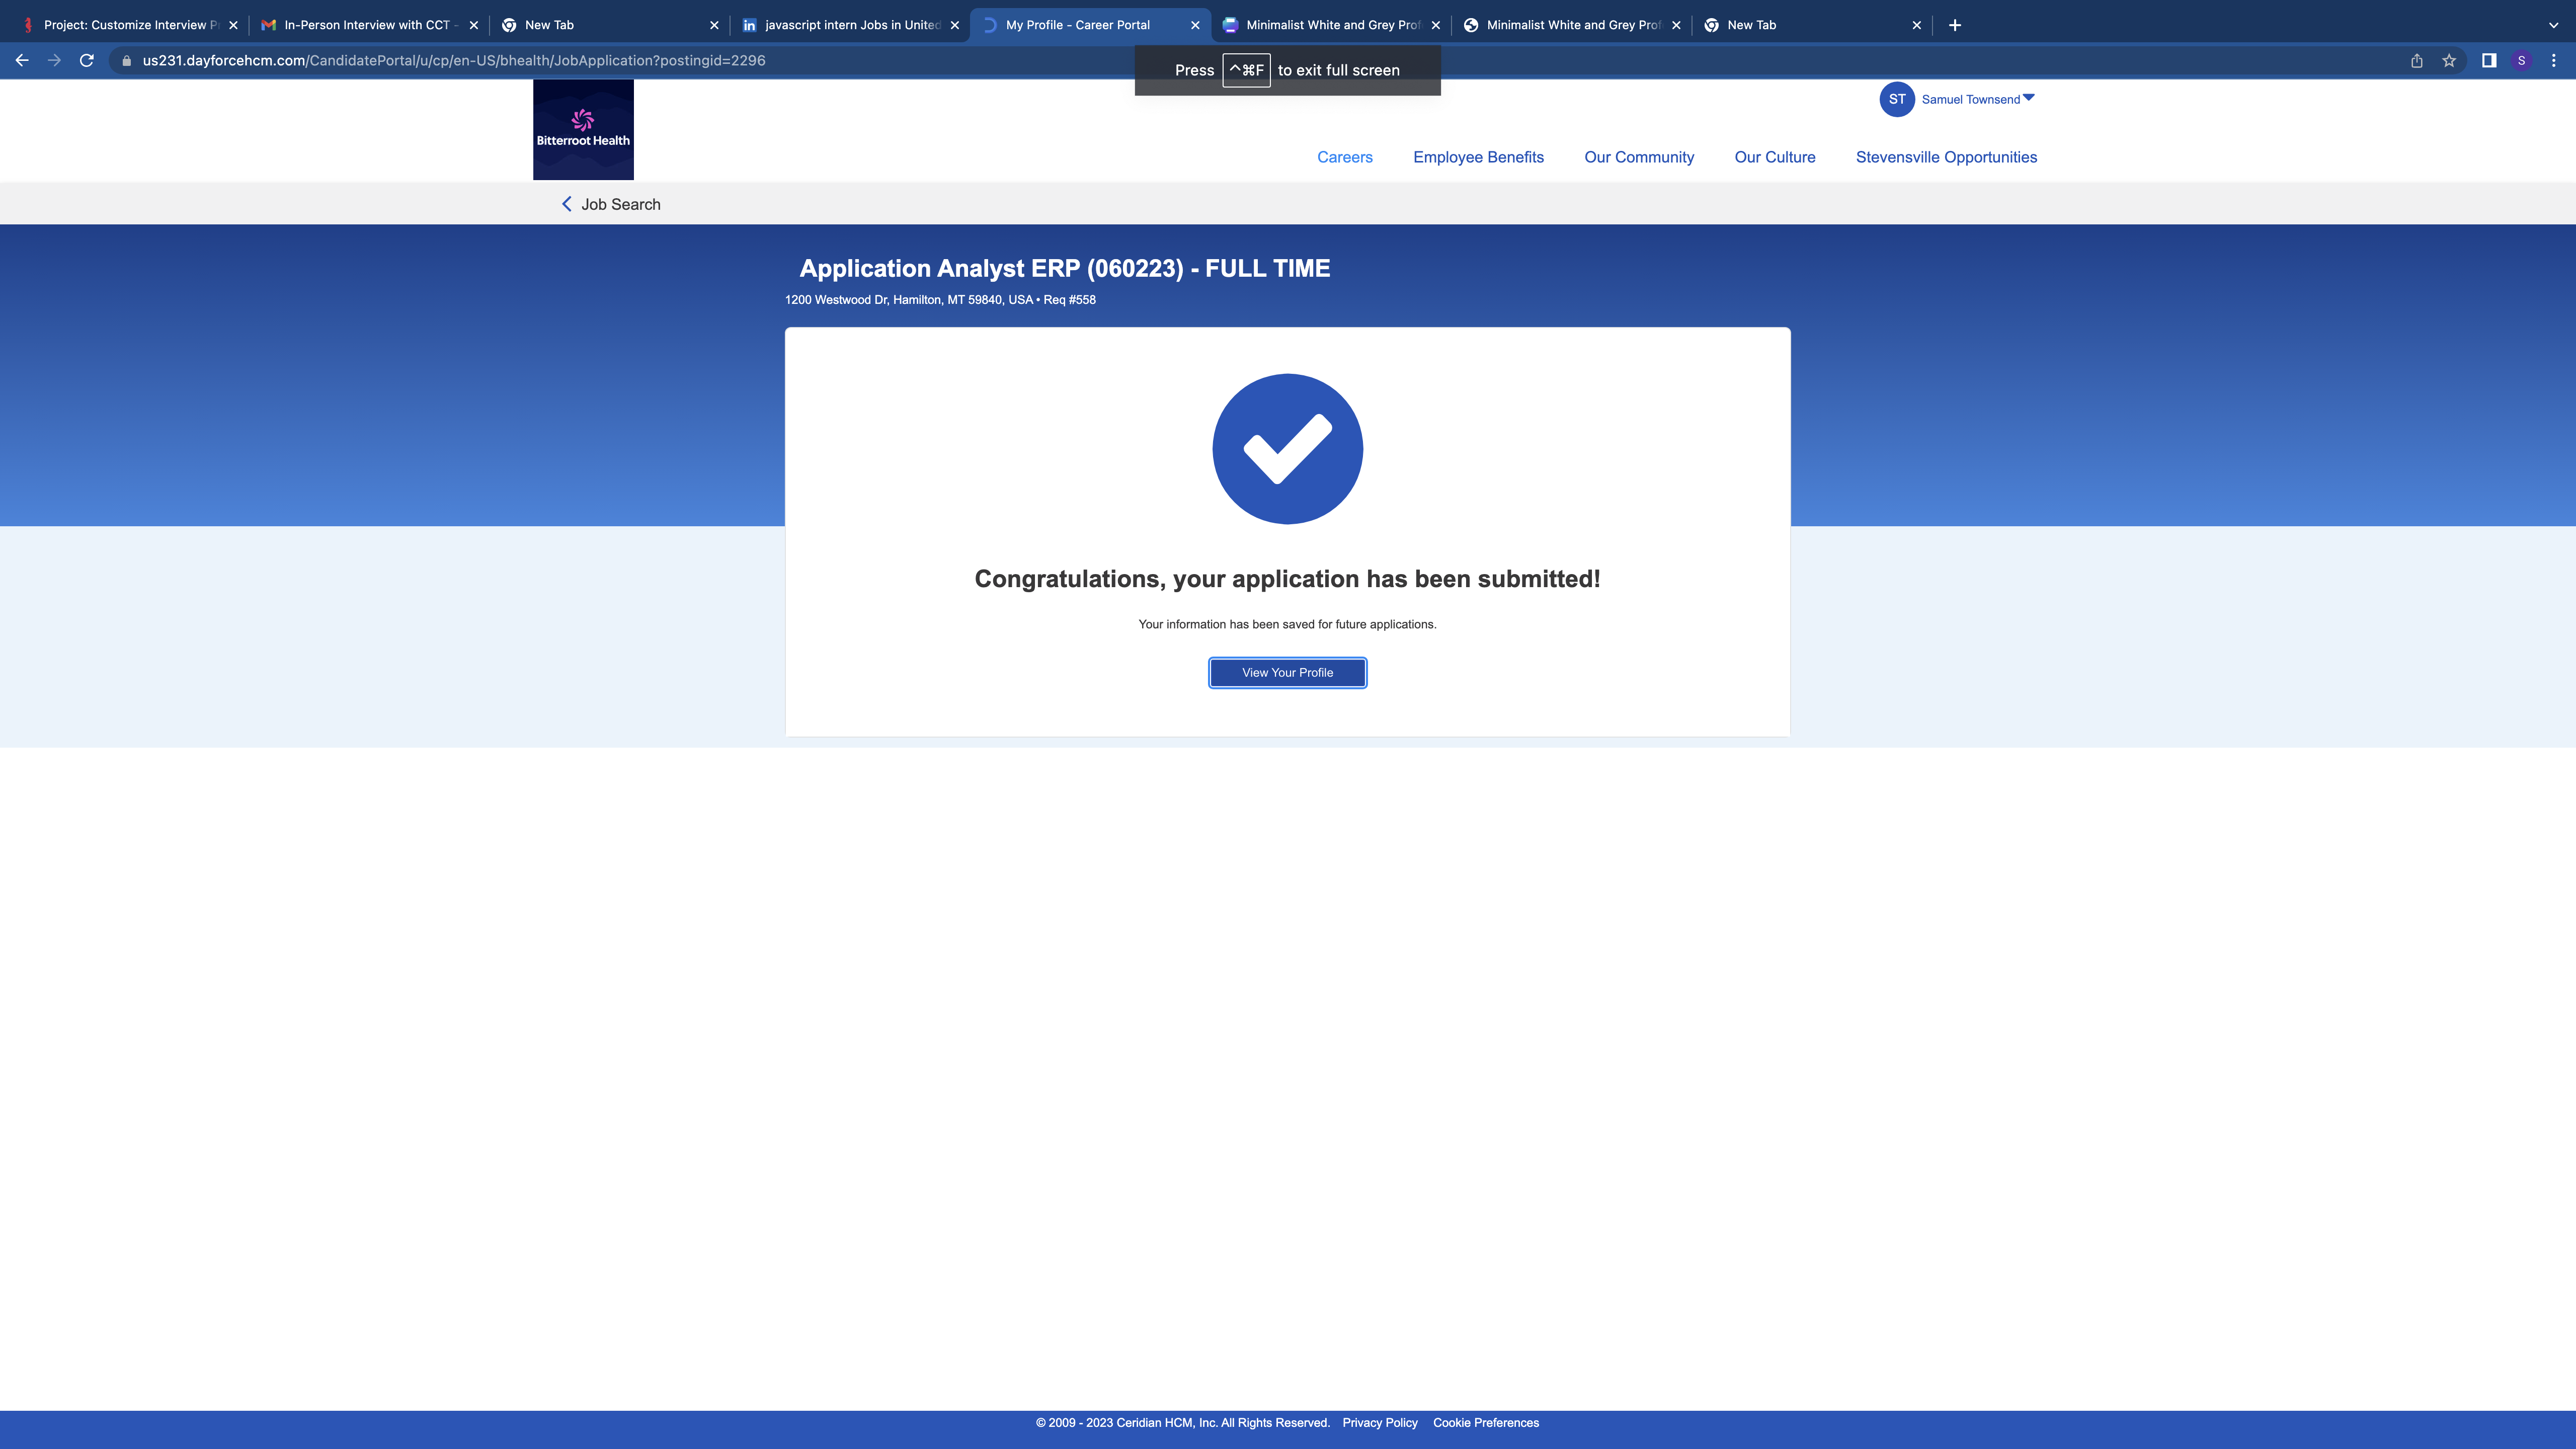 Project: Customize Interview P
In-Person Interview with CCT -
New Tab
javascript intern Jobs in United
My Profile - Career Portal
Minimalist White and Grey Prof
Minimalist White and Grey Prof
New Tab
us231.dayforcehcm.com/CandidatePortal/u/cp/en-US/bhealth/JobApplication?postingid=2296
S
Press ^⌘F to exit full screen
Bitterroot Health
ST Samuel Townsend
Careers Employee Benefits Our Community Our Culture Stevensville Opportunities
Job Search
Application Analyst ERP (060223) - FULL TIME
1200 Westwood Dr, Hamilton, MT 59840, USA • Req #558
Congratulations, your application has been submitted!
Your information has been saved for future applications.
View Your Profile
© 2009 - 2023 Ceridian HCM, Inc. All Rights Reserved. Privacy Policy Cookie Preferences